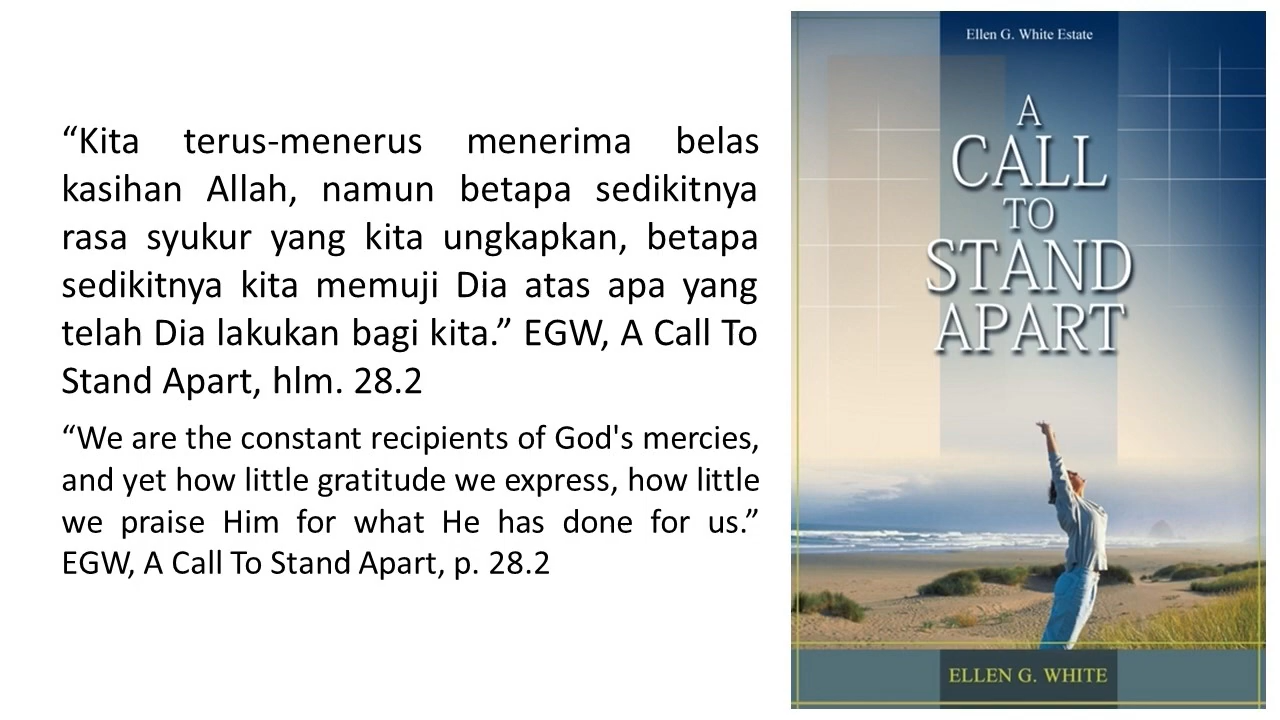 “Kita terus-menerus menerima belas
kasihan Allah, namun betapa sedikitnya
rasa syukur yang kita ungkapkan, betapa
sedikitnya kita memuji Dia atas apa yang
telah Dia lakukan bagi kita.” EGW, A Call To
Stand Apart, hlm. 28.2
“We are the constant recipients of God's mercies,
and yet how little gratitude we express, how little
we praise Him for what He has done for us.”
EGW, A Call To Stand Apart, p. 28.2
Ellen G. White Estate
A
CALL
TO
STAND
APART
ELLEN G. WHITE